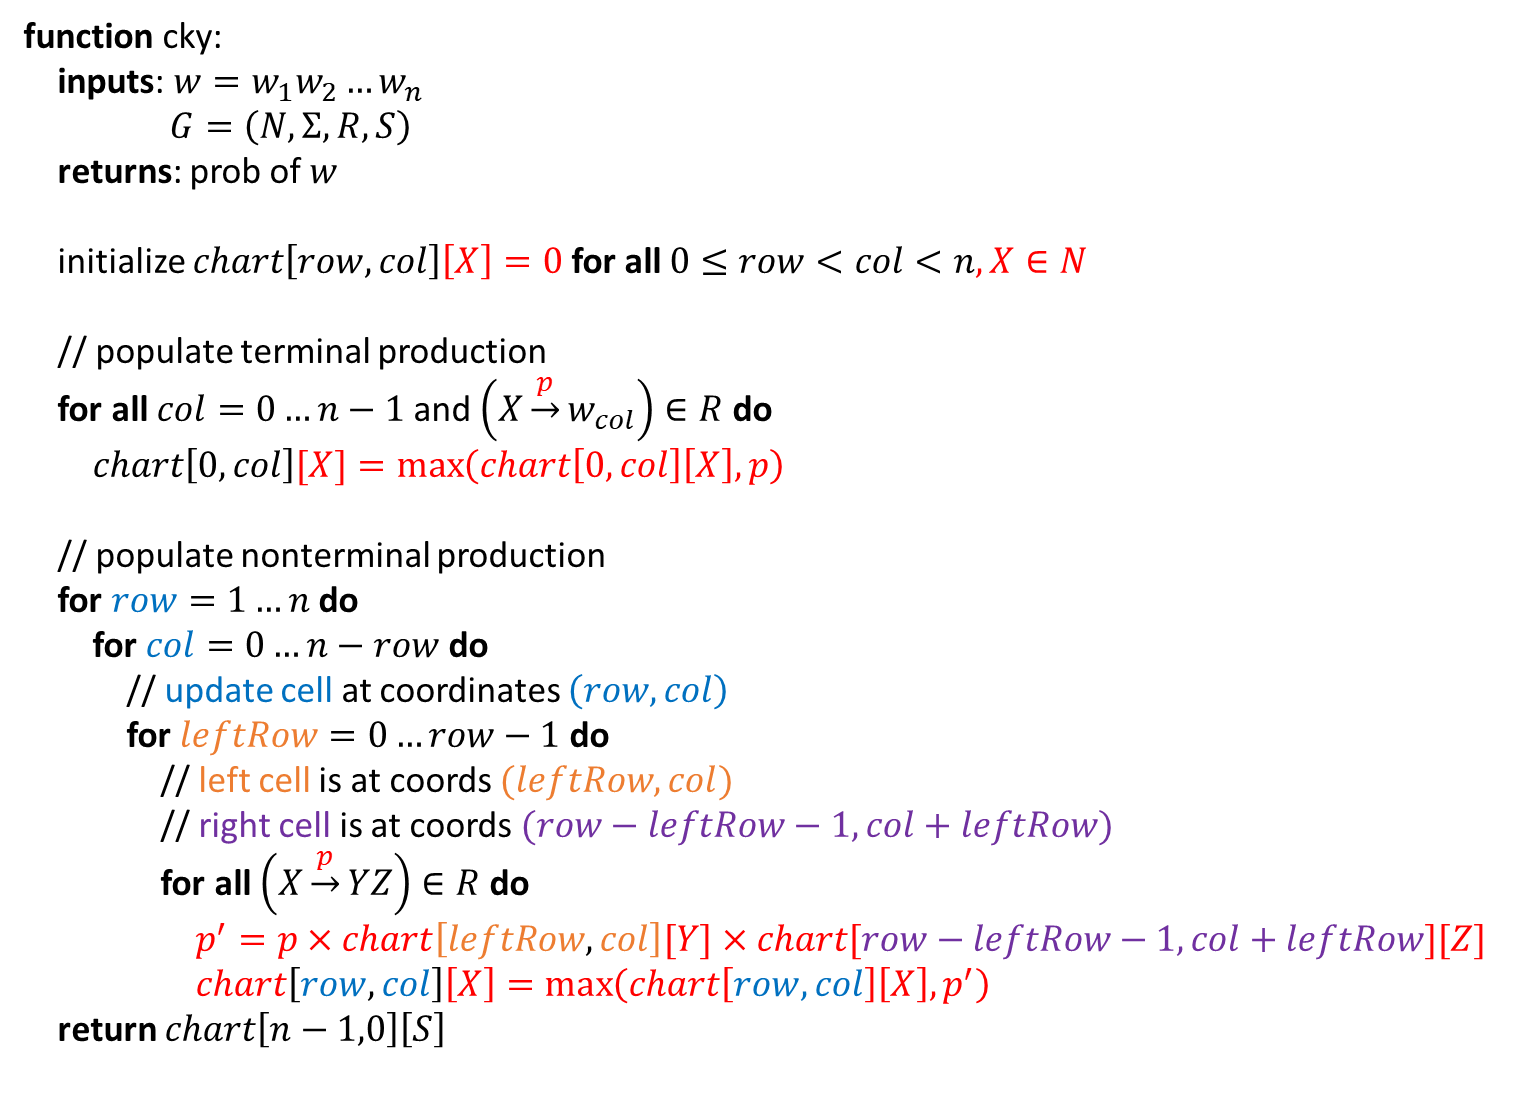 function cky:
inputs: w = w₁w₂ … wₙ
G = (N, Σ, R, S)
returns: prob of w
initialize chart[row, col][X] = 0 for all 0 ≤ row < col < n, X ∈ N
// populate terminal production
for all col = 0 … n − 1 and (X →^p w_col) ∈ R do
chart[0, col][X] = max(chart[0, col][X], p)
// populate nonterminal production
for row = 1 … n do
for col = 0 … n − row do
// update cell at coordinates (row, col)
for leftRow = 0 … row − 1 do
// left cell is at coords (leftRow, col)
// right cell is at coords (row − leftRow − 1, col + leftRow)
for all (X →^p YZ) ∈ R do
p′ = p × chart[leftRow, col][Y] × chart[row − leftRow − 1, col + leftRow][Z]
chart[row, col][X] = max(chart[row, col][X], p′)
return chart[n − 1,0][S]